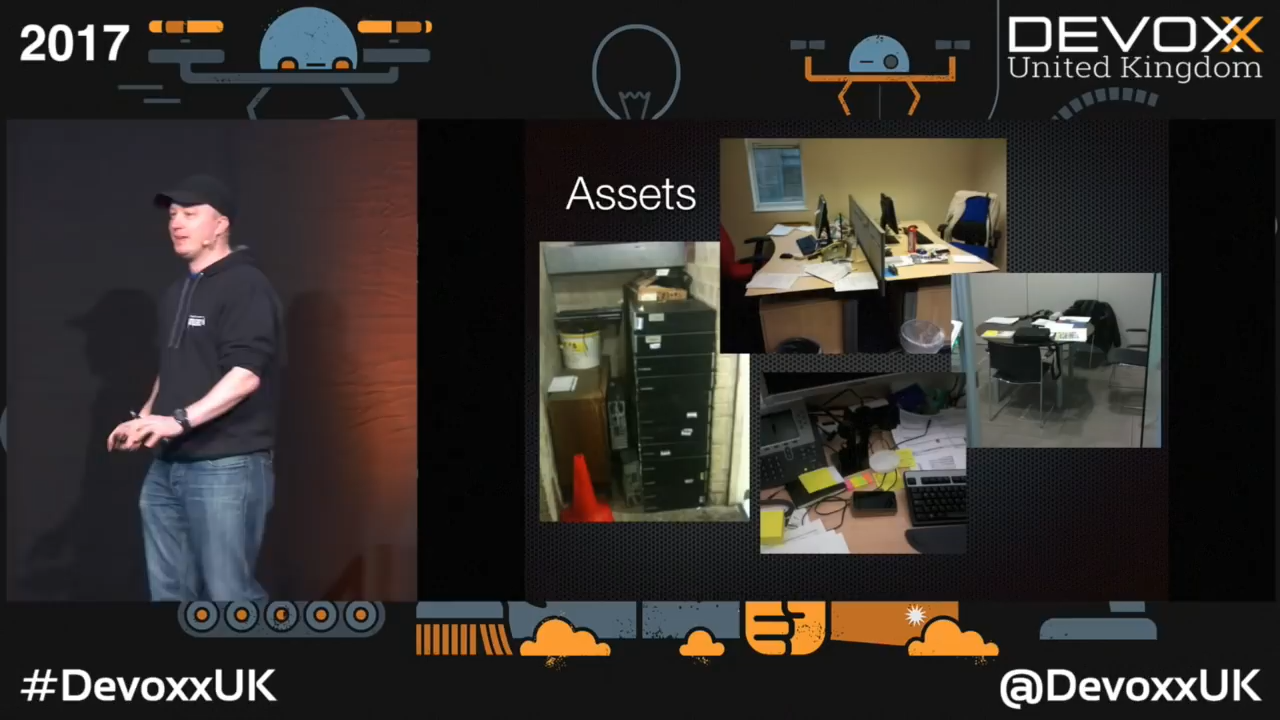 2017
DEVOXX
United Kingdom
Assets
#DevoxxUK
@DevoxxUK